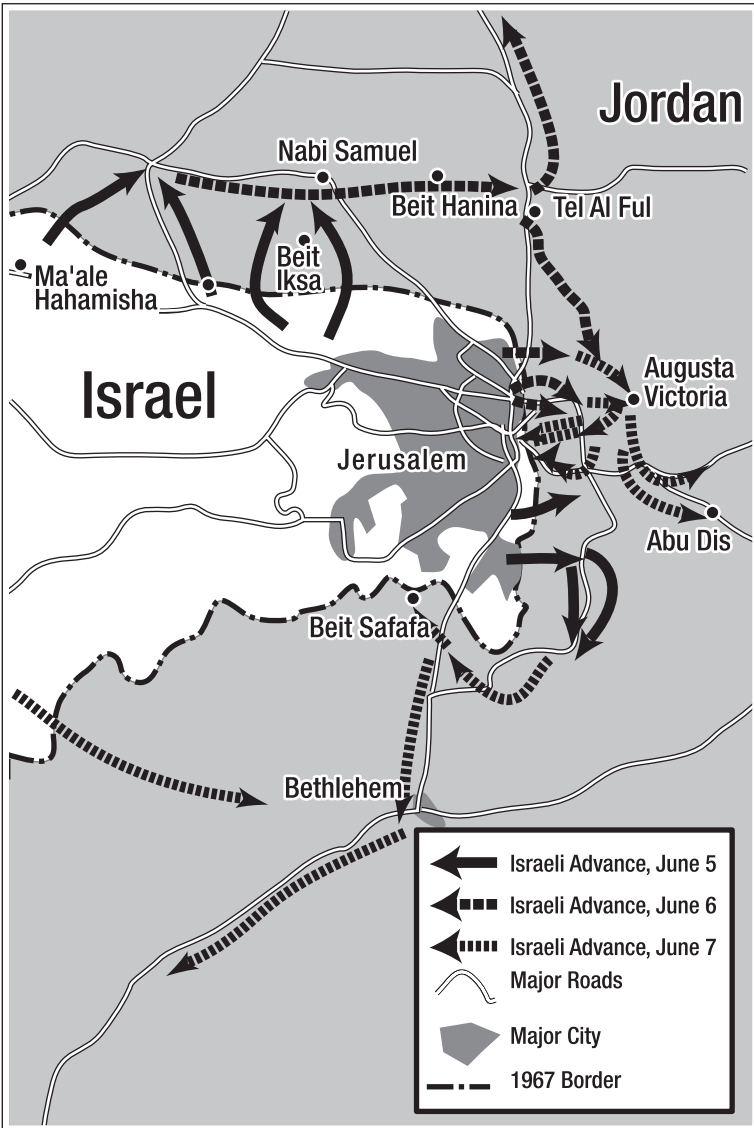 Jordan
Nabi Samuel
Beit Hanina
Tel Al Ful
Beit
Iksa
Ma'ale
Hahamisha
Israel
Augusta
Victoria
Jerusalem
Abu Dis
Beit Safafa
Bethlehem
Israeli Advance, June 5
Israeli Advance, June 6
Israeli Advance, June 7
Major Roads
Major City
1967 Border